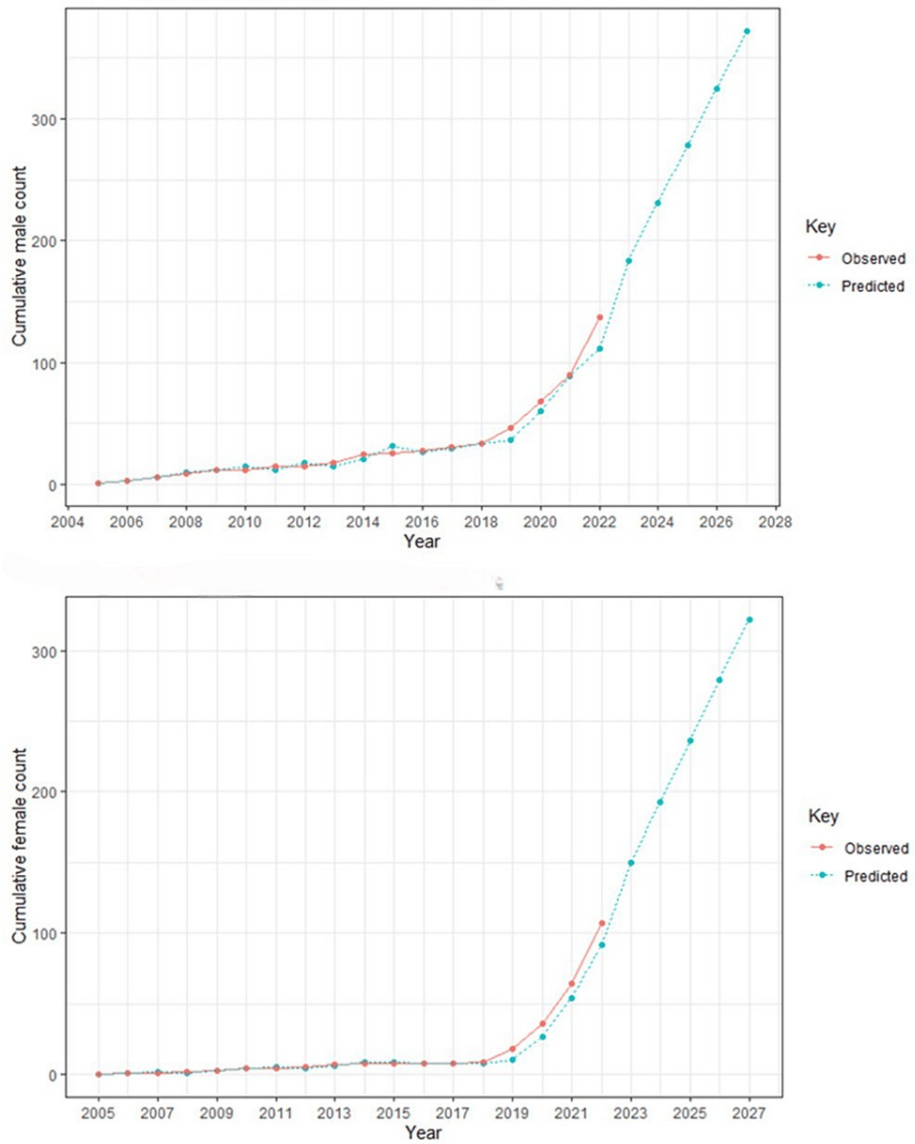 Cumulative male count
300
200
100
0
2004 2006 2008 2010 2012 2014 2016 2018 2020 2022 2024 2026 2028
Year
Key
Observed
Predicted
Cumulative female count
300
200
100
0
2005 2007 2009 2011 2013 2015 2017 2019 2021 2023 2025 2027
Year
Key
Observed
Predicted